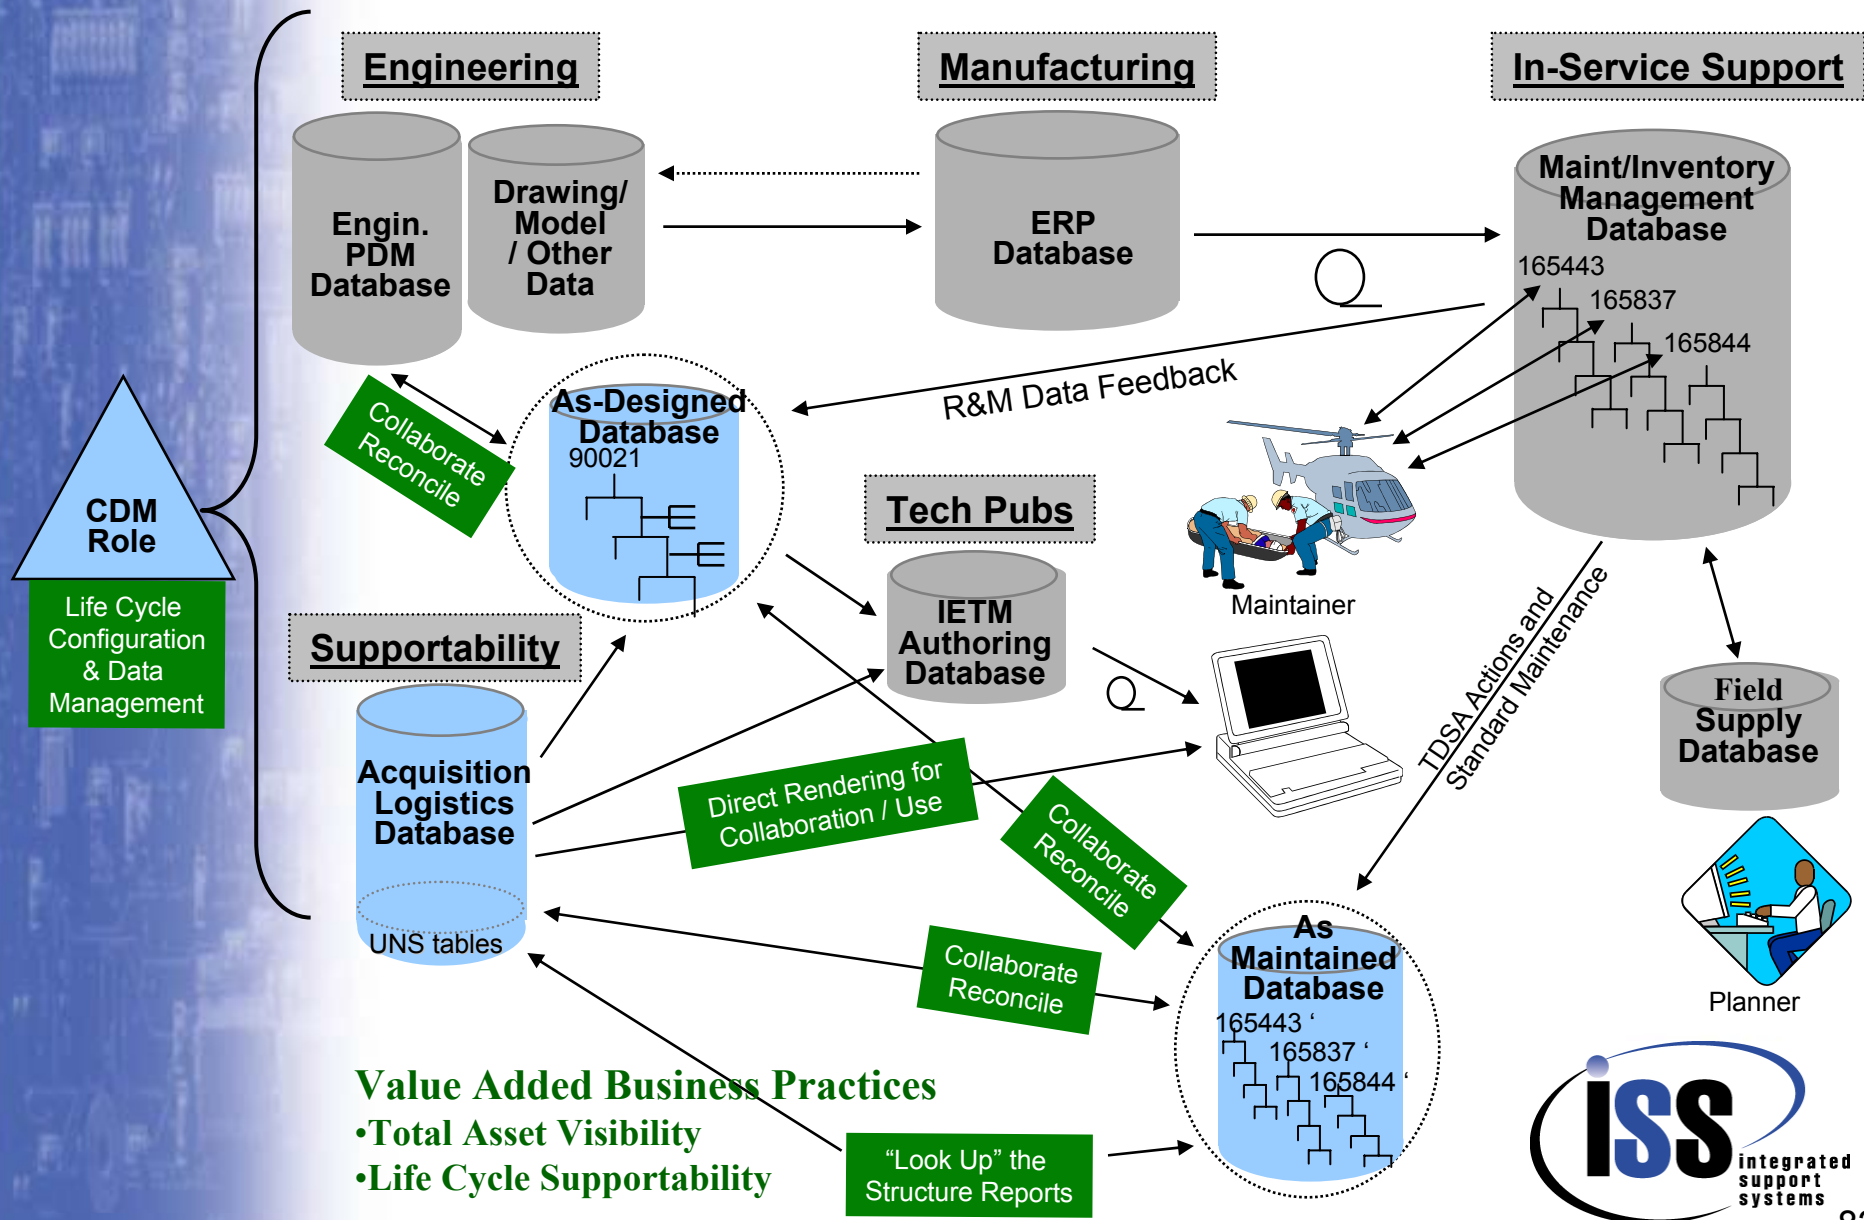 Engineering
Manufacturing
In-Service Support
Engin.
PDM
Database
Drawing/
Model
/ Other
Data
ERP
Database
Maint/Inventory
Management
Database
165443
165837
165844
R&M Data Feedback
Collaborate
Reconcile
As-Designed
Database
90021
CDM
Role
Life Cycle
Configuration
& Data
Management
Tech Pubs
IETM
Authoring
Database
Maintainer
TDSA Actions and
Standard Maintenance
Field
Supply
Database
Planner
Supportability
Acquisition
Logistics
Database
UNS tables
Direct Rendering for
Collaboration / Use
Collaborate
Reconcile
Collaborate
Reconcile
As
Maintained
Database
165443 ‘
165837 ‘
165844 ‘
Value Added Business Practices
•Total Asset Visibility
•Life Cycle Supportability
“Look Up” the
Structure Reports
iSS
integrated
support
systems